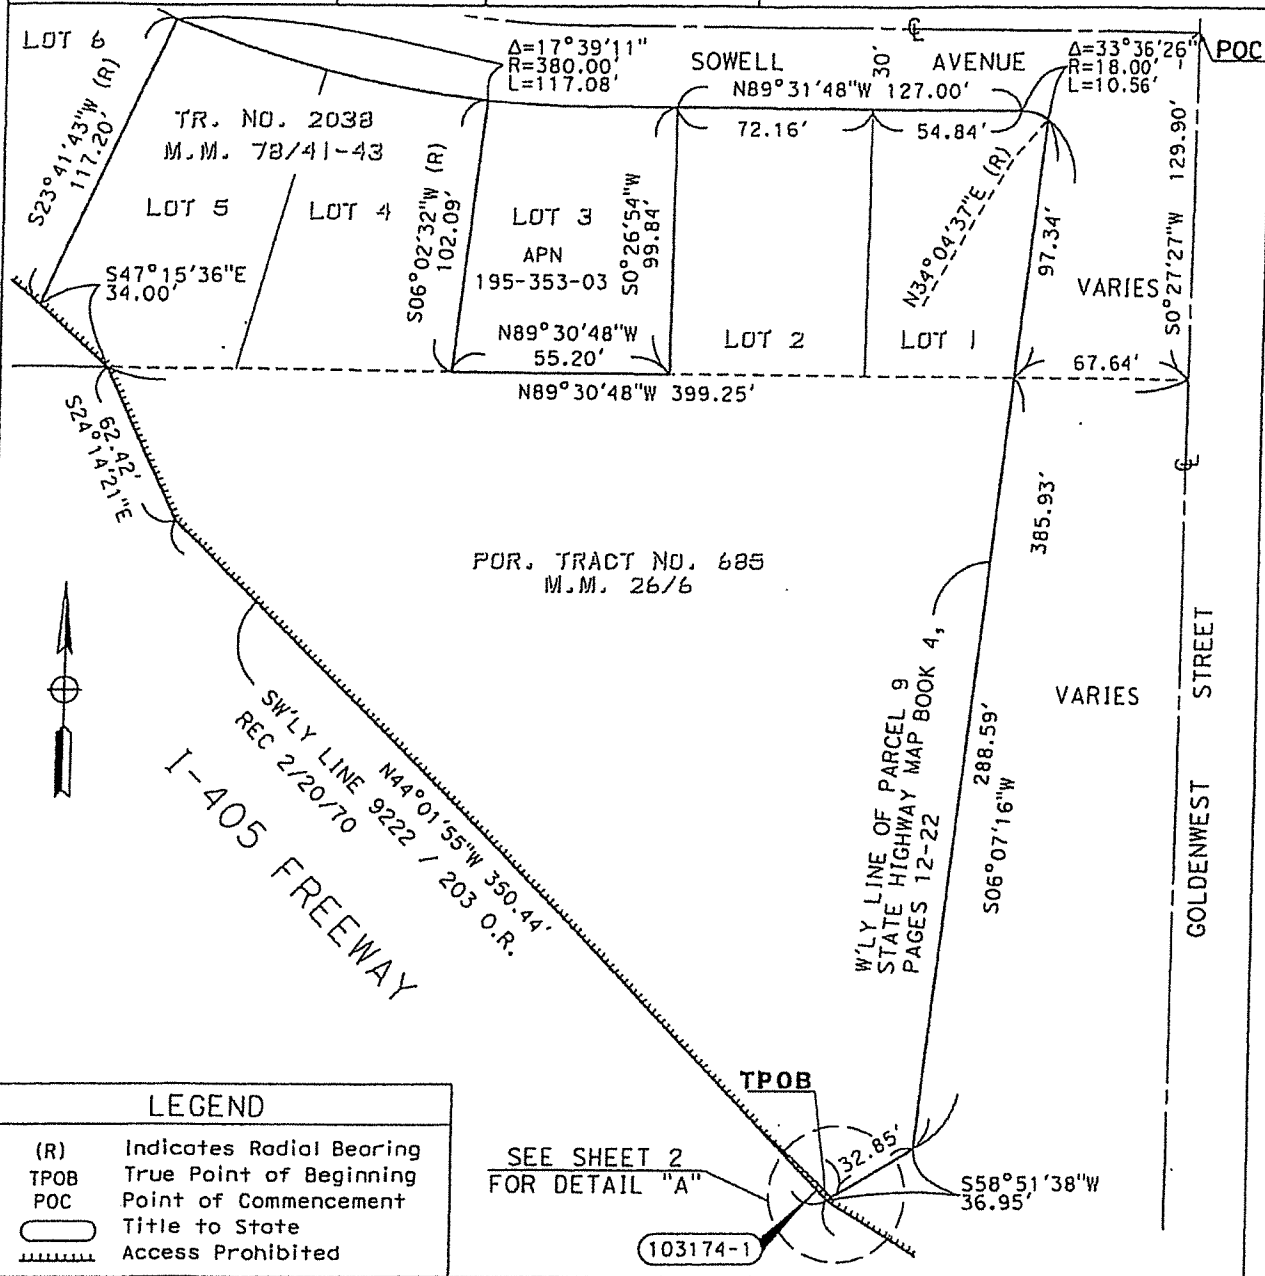 LOT 6
Δ=17°39'11"
R=380.00'
L=117.08'
SOWELL
30'
AVENUE
℄
Δ=33°36'26"
R=18.00'
L=10.56'
POC
N89°31'48"W 127.00'
72.16'
54.84'
S23°41'43"W (R)
117.20'
TR. NO. 2038
M.M. 78/41-43
LOT 5
LOT 4
S06°02'32"W (R)
102.09'
LOT 3
APN
195-353-03
S0°26'54"W
99.84'
N34°04'37"E (R)
97.34'
S0°27'27"W 129.90'
VARIES
S47°15'36"E
34.00'
N89°30'48"W
55.20'
LOT 2
LOT 1
67.64'
N89°30'48"W 399.25'
62.42'
S24°14'21"E
℄
385.93'
POR. TRACT NO. 685
M.M. 26/6
SW'LY LINE 9222 / 203 O.R.
REC 2/20/70
N44°01'55"W 350.44'
I-405 FREEWAY
W'LY LINE OF PARCEL 9
STATE HIGHWAY MAP BOOK 4,
PAGES 12-22
288.59'
S06°07'16"W
VARIES
GOLDENWEST STREET
TPOB
32.85'
S58°51'38"W
36.95'
SEE SHEET 2
FOR DETAIL "A"
103174-1
LEGEND
(R) Indicates Radial Bearing
TPOB True Point of Beginning
POC Point of Commencement
Title to State
Access Prohibited